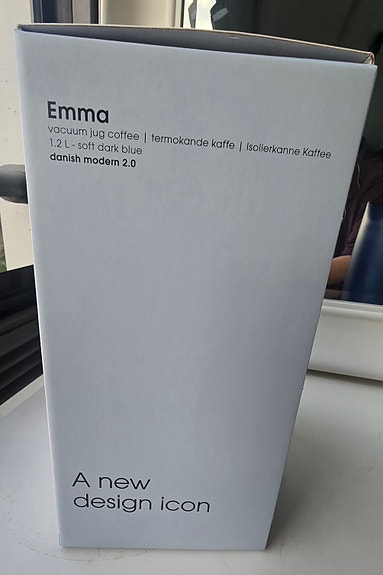 Emma
vacuum jug coffee | termokande kaffe | Isolierkanne Kaffee
1.2 L - soft dark blue
danish modern 2.0
A new
design icon